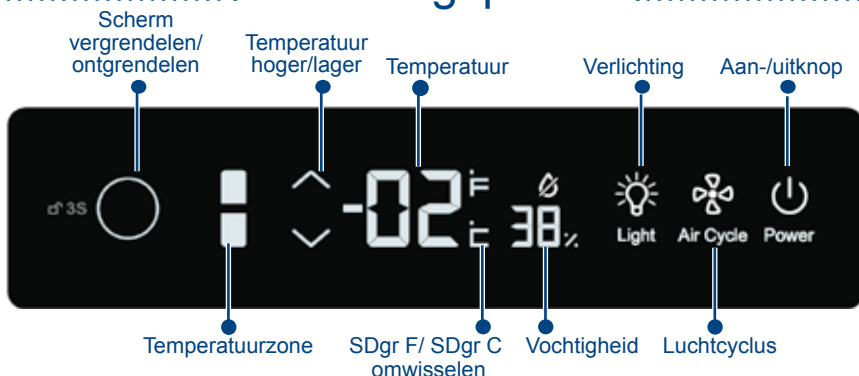 Scherm
vergrendelen/
ontgrendelen
Temperatuur
hoger/lager
Temperatuur
Verlichting
Aan-/uitknop
3S
-02
F
C
38%
Light
Air Cycle
Power
Temperatuurzone
SDgr F/ SDgr C
omwisselen
Vochtigheid
Luchtcyclus